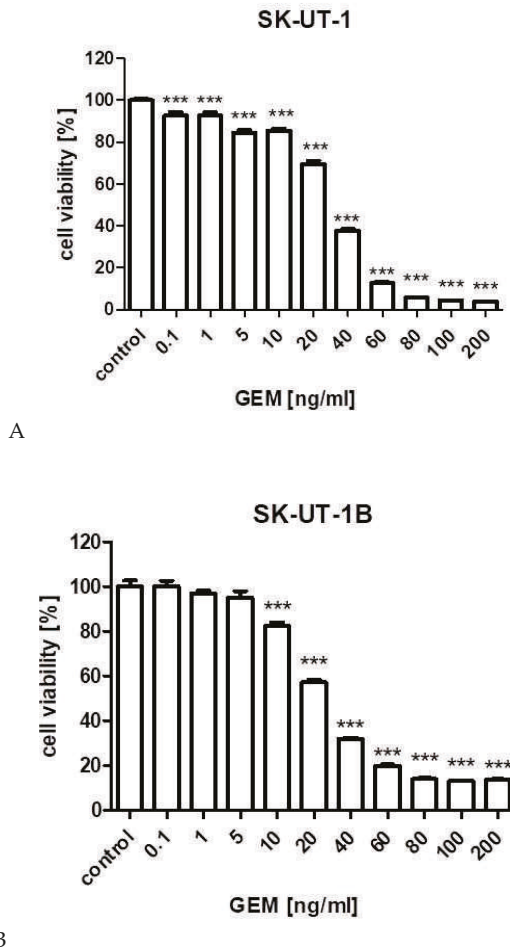 SK-UT-1
120
100
80
60
40
20
0
cell viability [%]
*** *** *** *** *** *** *** *** *** ***
control 0.1 1 5 10 20 40 60 80 100 200
GEM [ng/ml]
A
SK-UT-1B
120
100
80
60
40
20
0
cell viability [%]
*** *** *** *** *** *** ***
control 0.1 1 5 10 20 40 60 80 100 200
GEM [ng/ml]